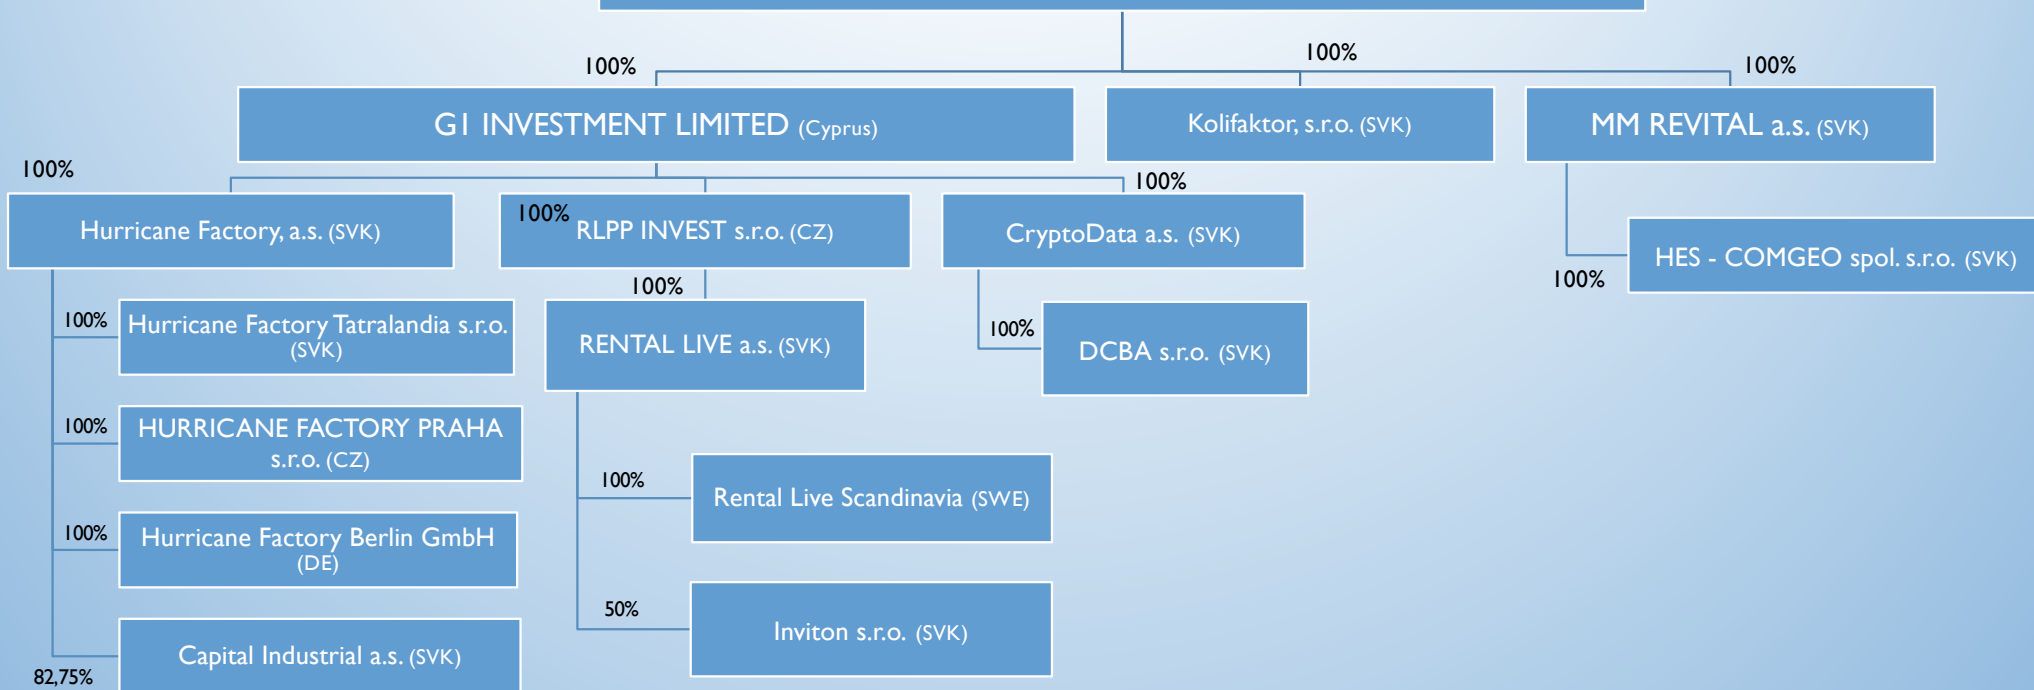 100%
100%
100%
G1 INVESTMENT LIMITED (Cyprus)
Kolifaktor, s.r.o. (SVK)
MM REVITAL a.s. (SVK)
100%
100%
100%
Hurricane Factory, a.s. (SVK)
RLPP INVEST s.r.o. (CZ)
CryptoData a.s. (SVK)
HES - COMGEO spol. s.r.o. (SVK)
100%
100%
100%
Hurricane Factory Tatralandia s.r.o.
(SVK)
RENTAL LIVE a.s. (SVK)
100%
DCBA s.r.o. (SVK)
100%
HURRICANE FACTORY PRAHA
s.r.o. (CZ)
100%
Rental Live Scandinavia (SWE)
100%
Hurricane Factory Berlin GmbH
(DE)
50%
Inviton s.r.o. (SVK)
Capital Industrial a.s. (SVK)
82,75%